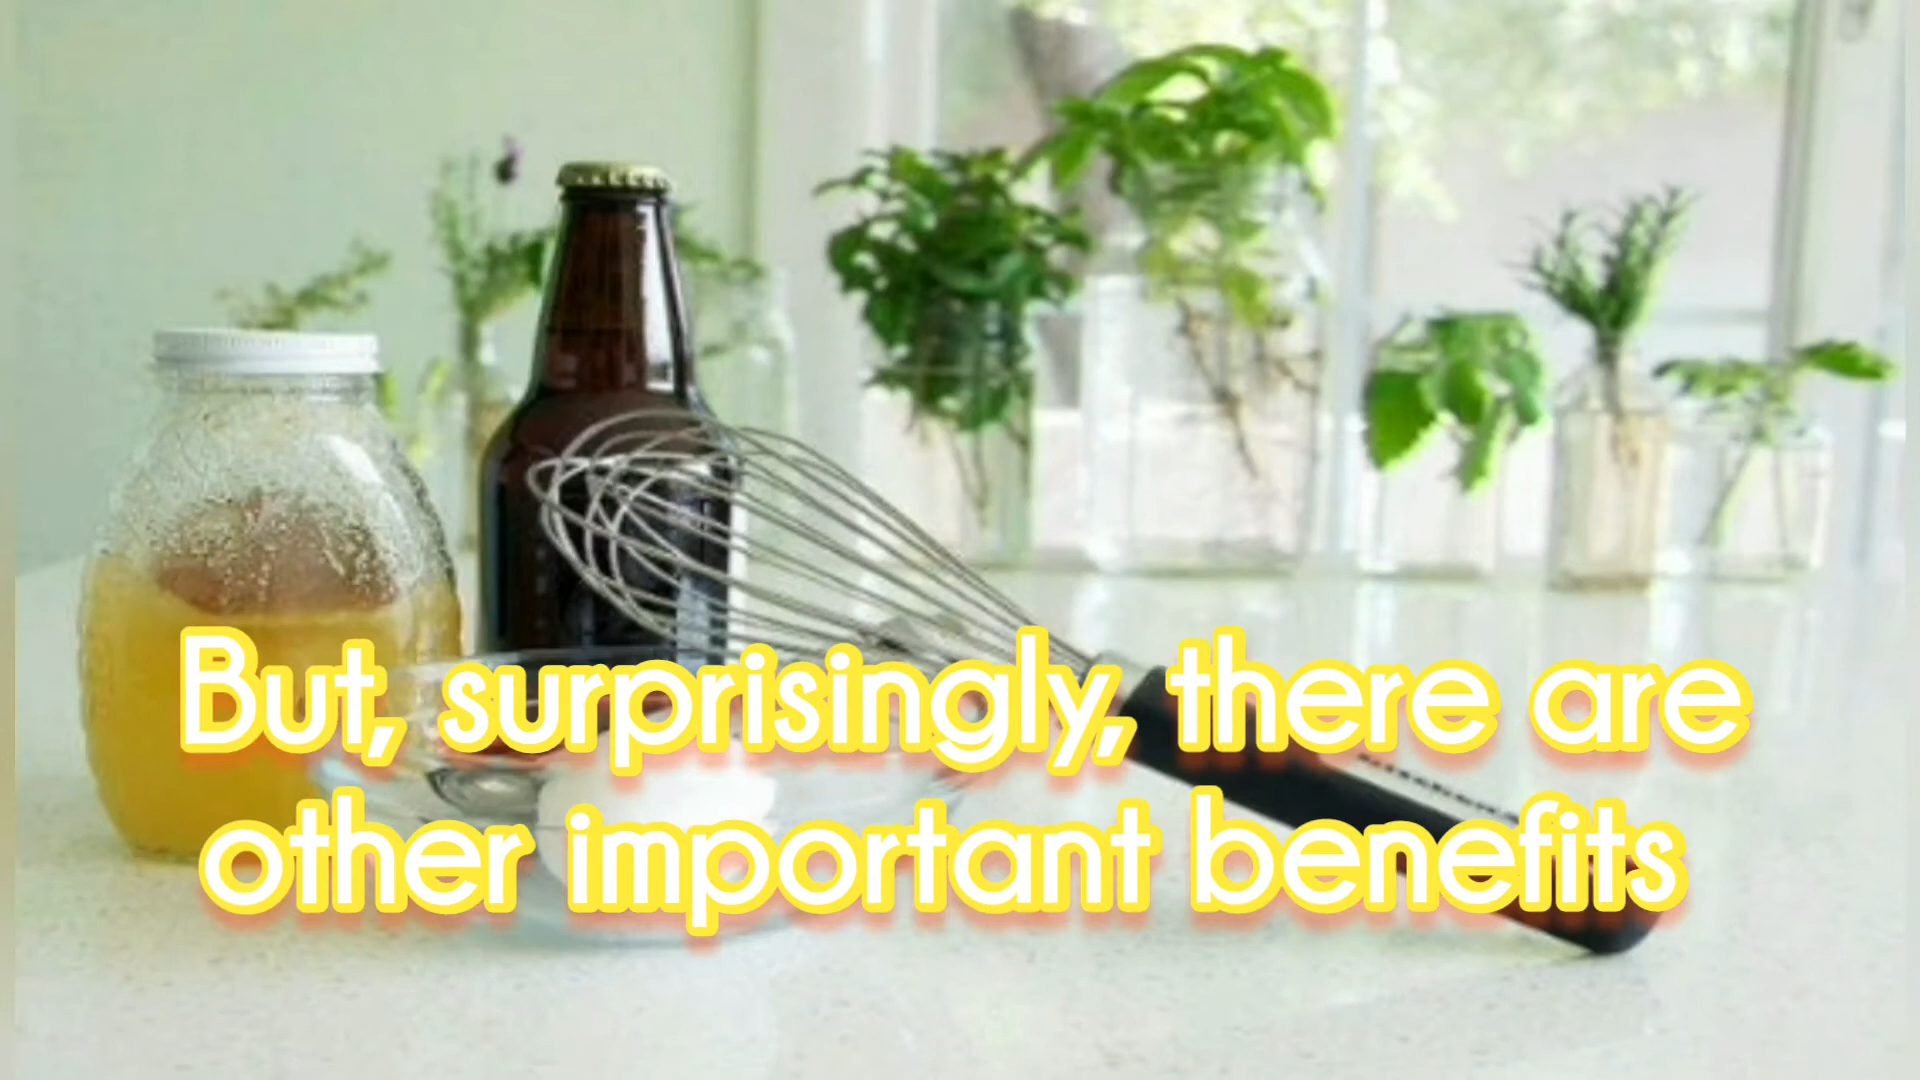 But, surprisingly, there are
other important benefits